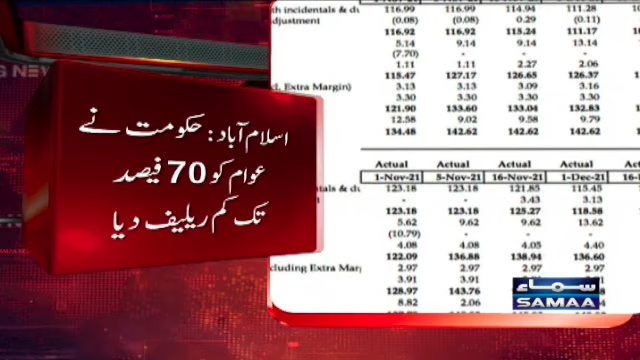 NG NEW
اسلام آباد: حکومت نے
عوام کو 70 فیصد
تک کم ریلیف دیا
th incidentals & du 116.99 116.99 114.94 111.28
djustment (0.08) (0.08) 0.29 (0.11)
116.92 116.92 115.24 111.17
5.14 9.14 9.14 13.14
(7.70) - - -
1.11 1.11 2.27 2.06
115.47 127.17 126.65 126.37
. Extra Margin) 3.13 3.13 3.09 3.16
3.30 3.30 3.30 3.30
121.90 133.60 133.04 132.83
12.58 9.02 9.58 9.79
134.48 142.62 142.62 142.62
Actual Actual Actual Actual
1-Nov-21 5-Nov-21 16-Nov-21 1-Dec-21 16-
tals & du 123.18 123.18 121.85 115.45
- - 3.43 3.13
123.18 123.18 125.27 118.58
5.62 9.62 9.62 13.62
(10.79) - - -
4.08 4.08 4.05 4.40
122.09 136.88 138.94 136.60
cluding Extra Marg 2.97 2.97 2.97 2.97
3.91 3.91
128.97 143.76
8.82 2.06
سماء
SAMAA